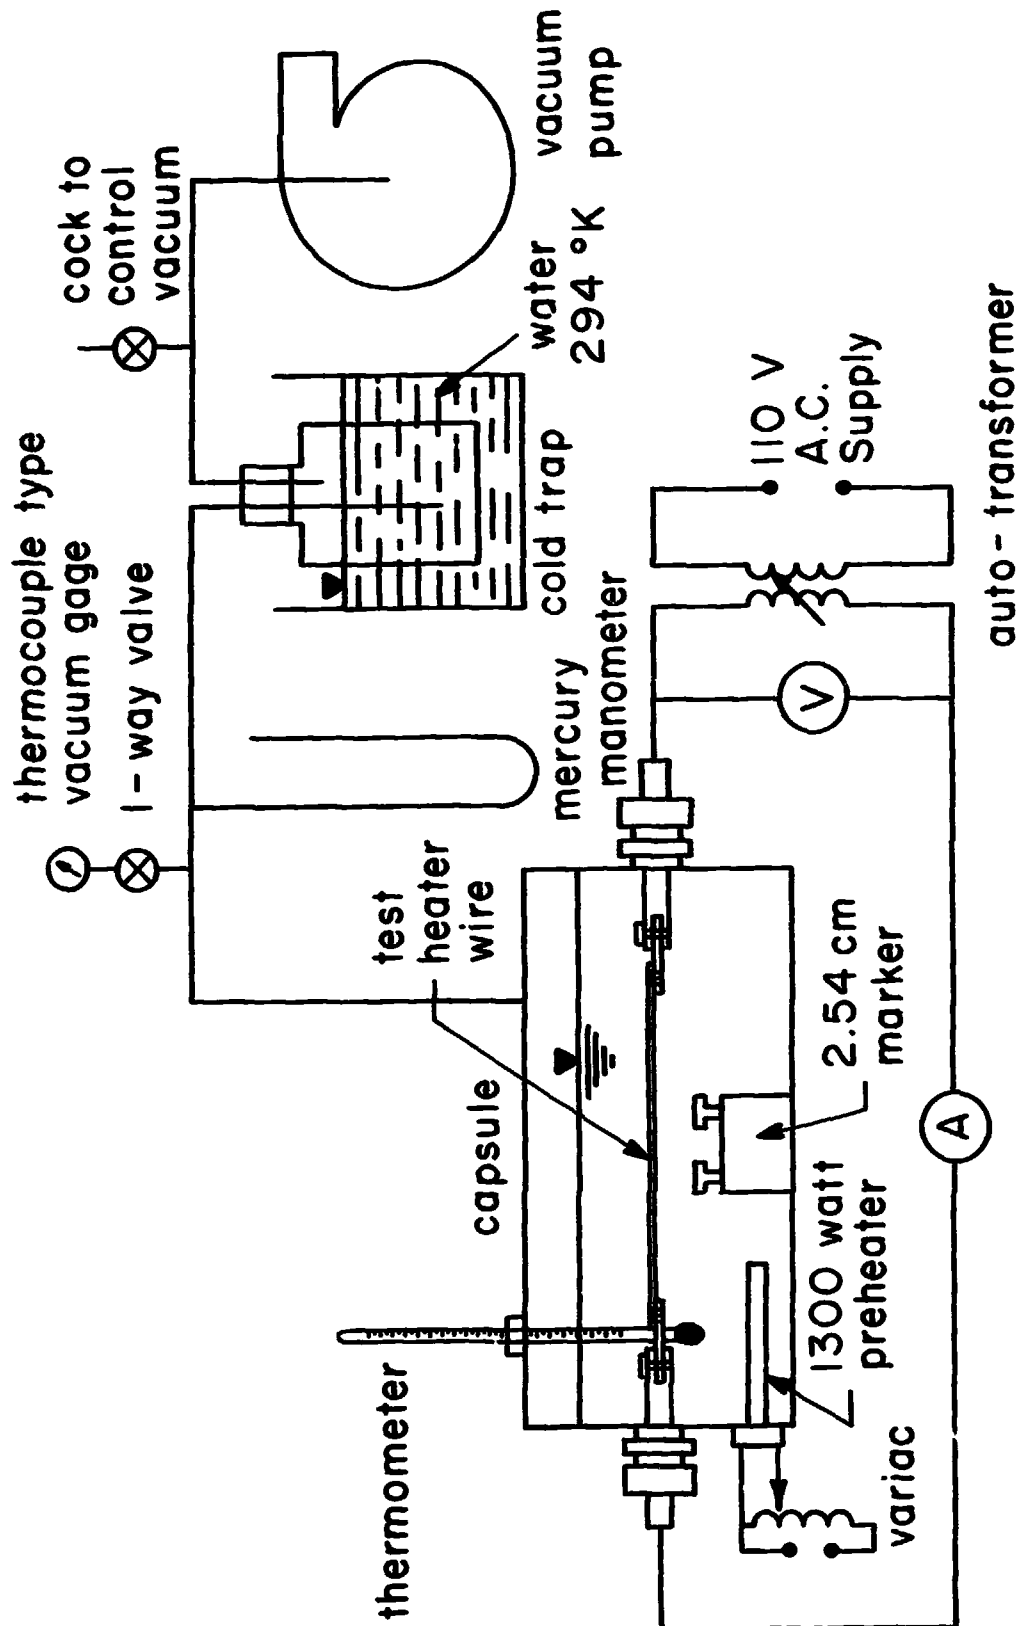 thermocouple type
vacuum gage
1-way valve
cock to
control
vacuum
vacuum
pump
water
294 °K
cold trap
mercury
manometer
test
heater
wire
capsule
thermometer
110 V
A.C.
Supply
auto-transformer
V
A
2.54 cm
marker
1300 watt
preheater
variac